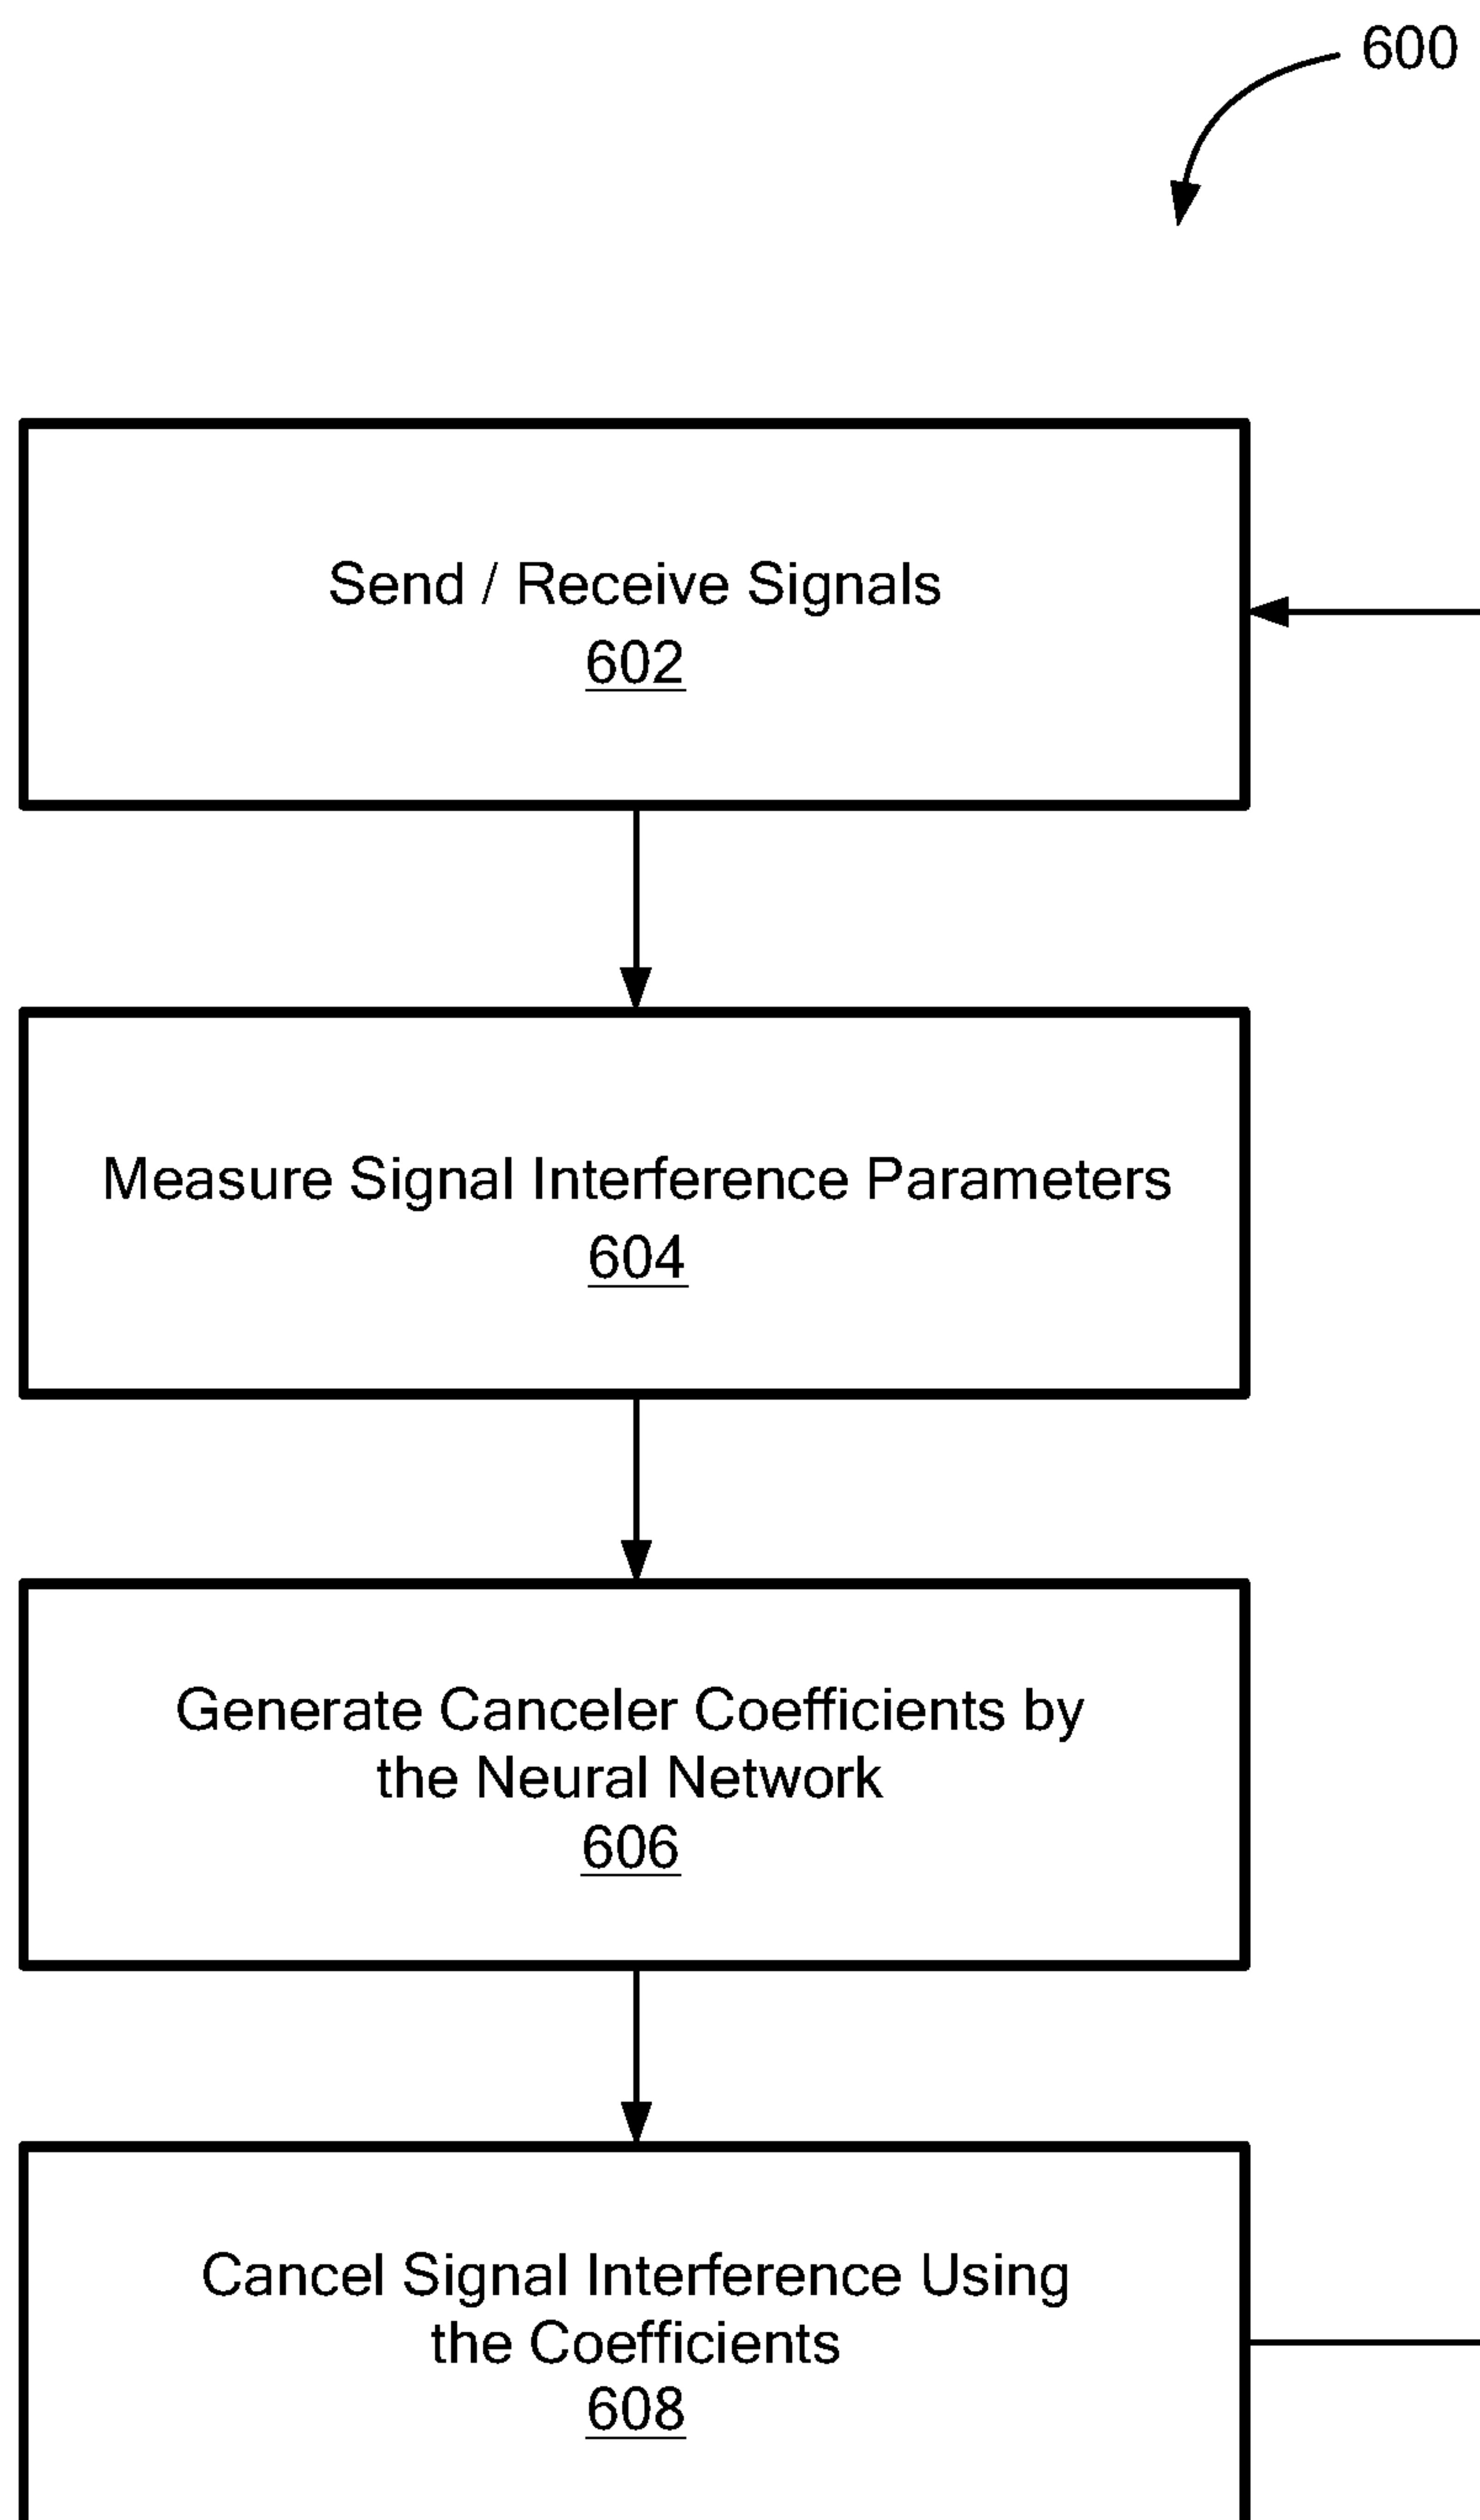 600
Send / Receive Signals
602
Measure Signal Interference Parameters
604
Generate Canceler Coefficients by
the Neural Network
606
Cancel Signal Interference Using
the Coefficients
608